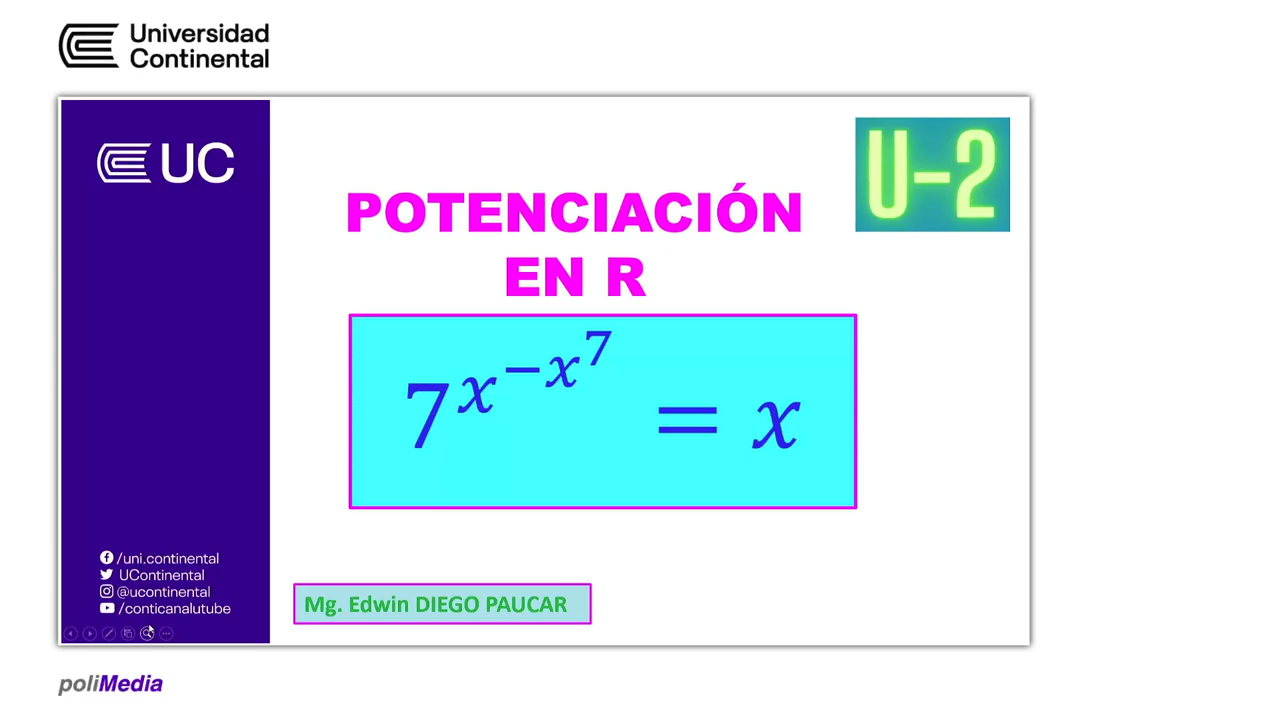 Universidad
Continental
UC
U-2
POTENCIACIÓN
EN R
7^{x^{-x^{7}}} = x
/uni.continental
UContinental
@ucontinental
/conticanalutube
Mg. Edwin DIEGO PAUCAR
poliMedia